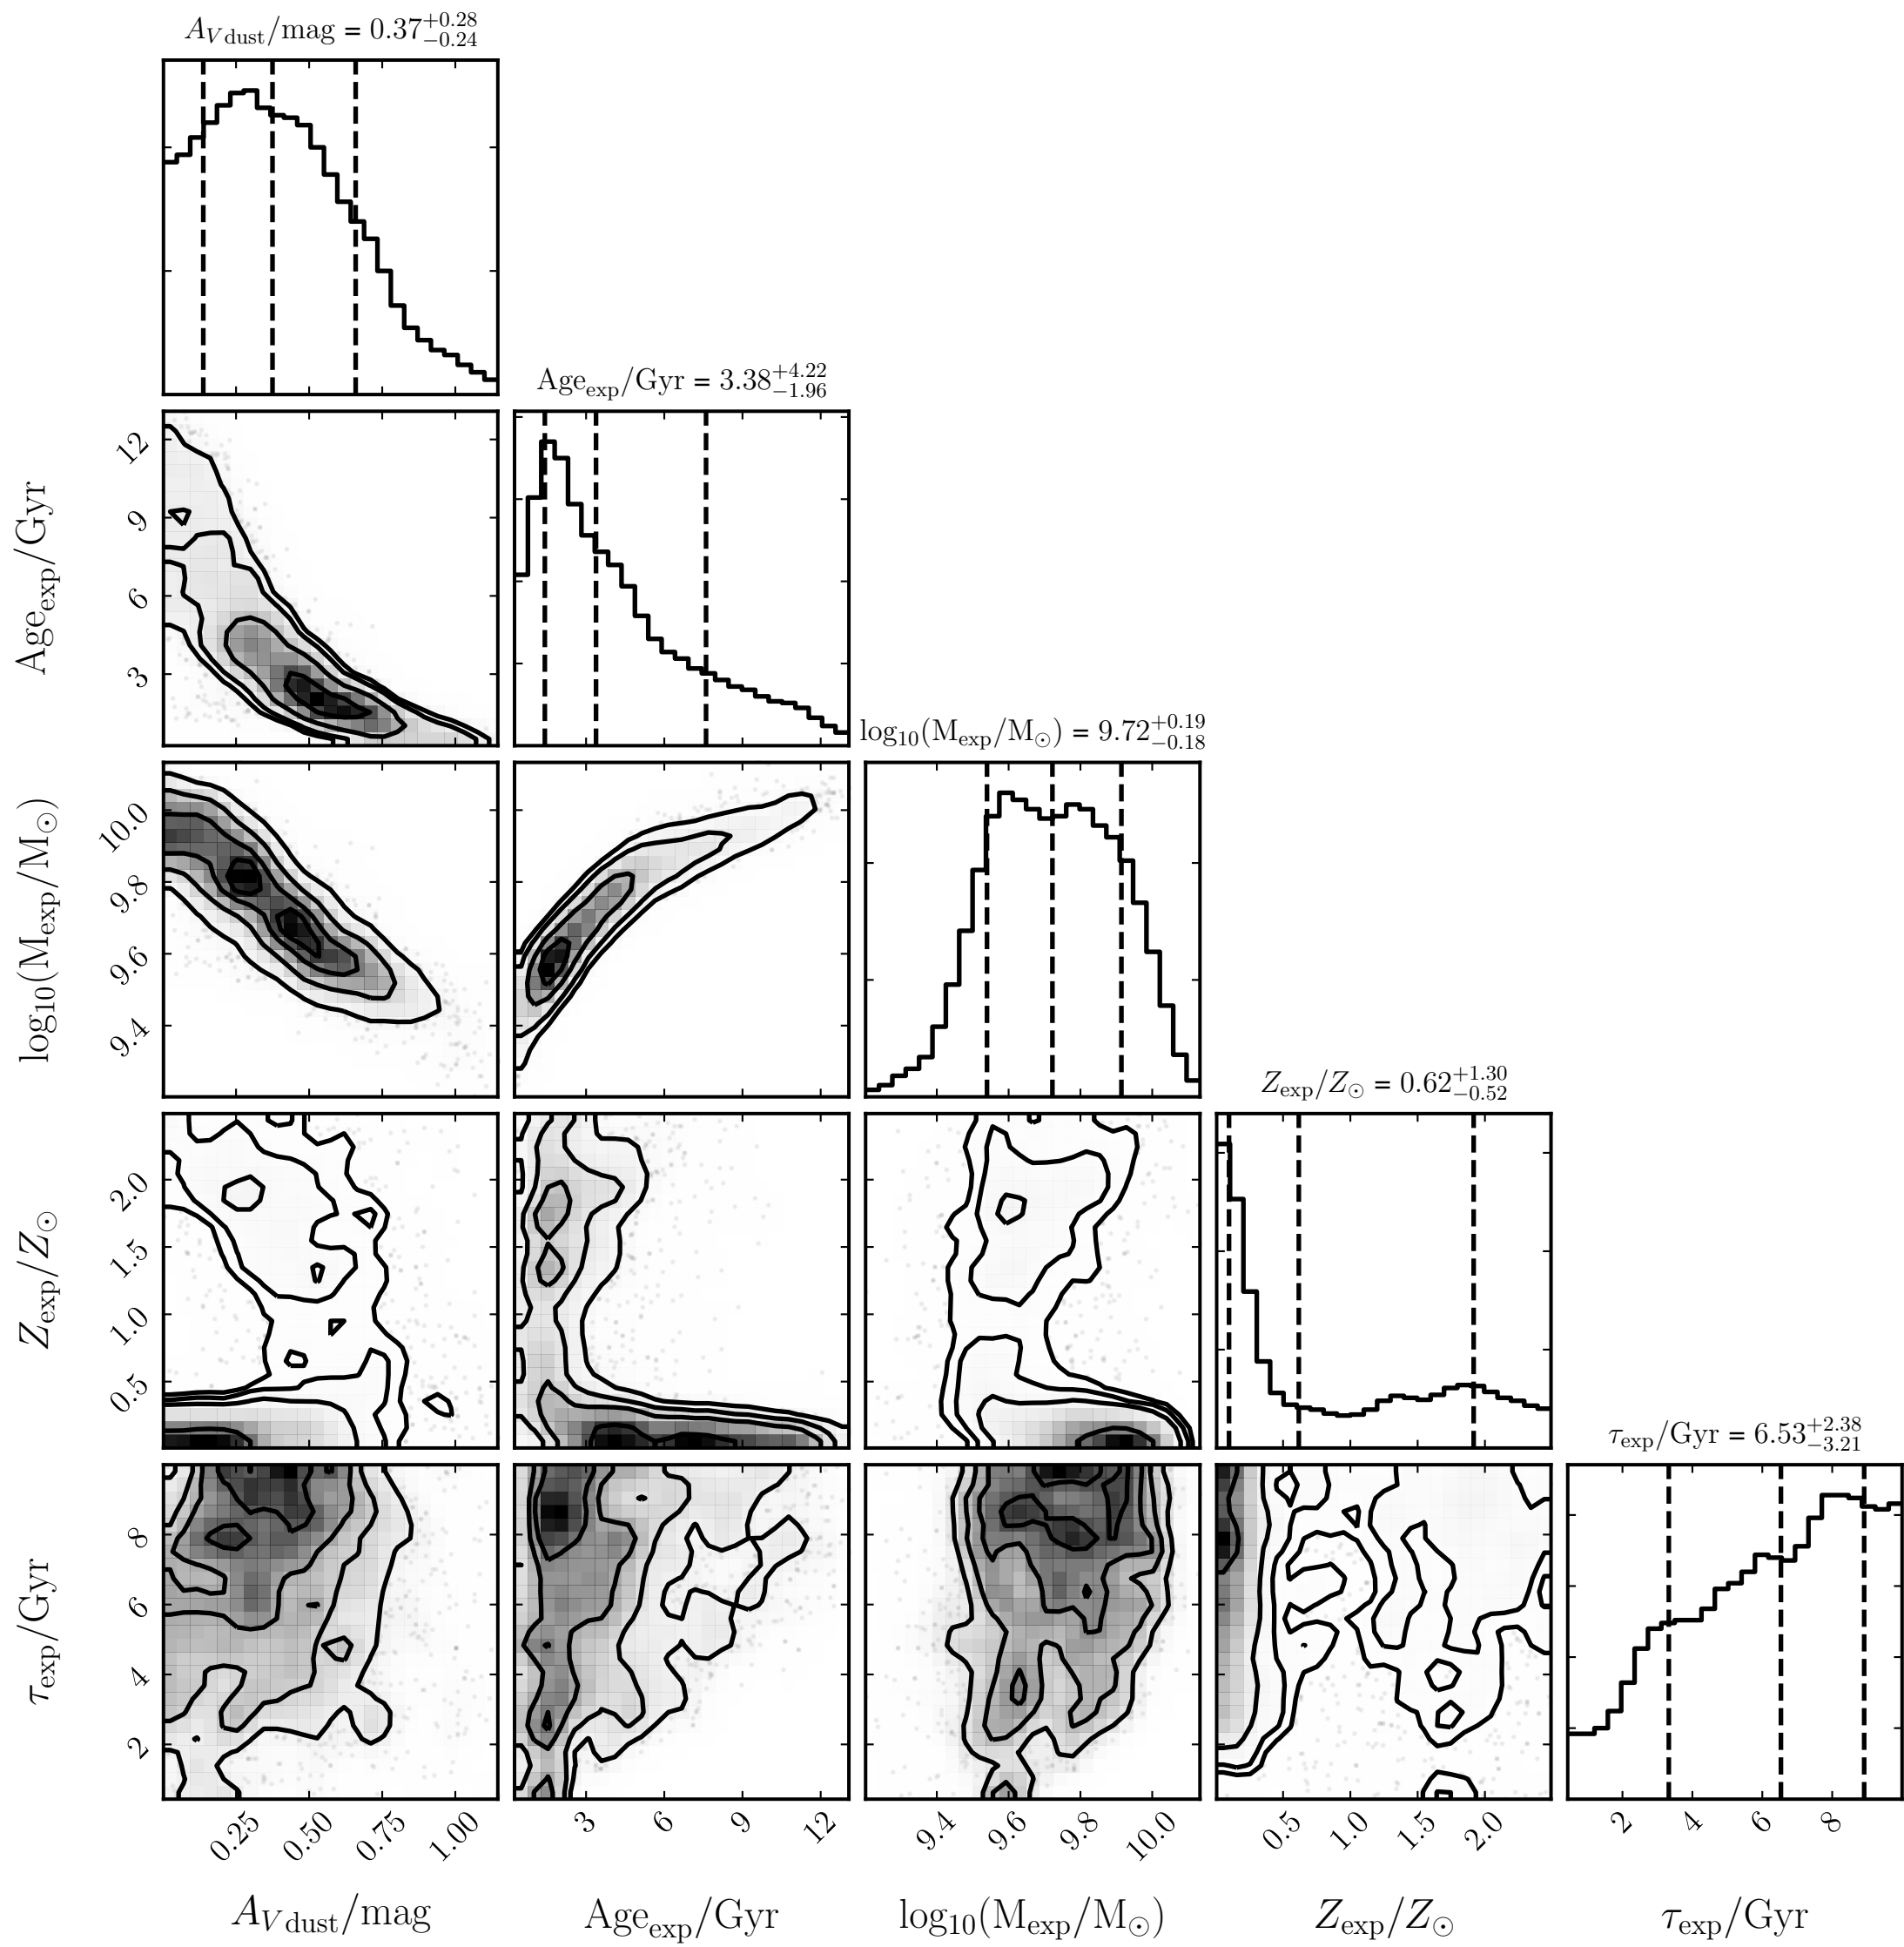 A_V dust/mag = 0.37^{+0.28}_{-0.24}
Age_exp/Gyr = 3.38^{+4.22}_{-1.96}
12
9
6
3
Age_exp/Gyr
log_10(M_exp/M_⊙) = 9.72^{+0.19}_{-0.18}
10.0
9.8
9.6
9.4
log_10(M_exp/M_⊙)
Z_exp/Z_⊙ = 0.62^{+1.30}_{-0.52}
2.0
1.5
1.0
0.5
Z_exp/Z_⊙
τ_exp/Gyr = 6.53^{+2.38}_{-3.21}
8
6
4
2
τ_exp/Gyr
0.25 0.50 0.75 1.00 3 6 9 12 9.4 9.6 9.8 10.0 0.5 1.0 1.5 2.0 2 4 6 8
A_V dust/mag Age_exp/Gyr log_10(M_exp/M_⊙) Z_exp/Z_⊙ τ_exp/Gyr